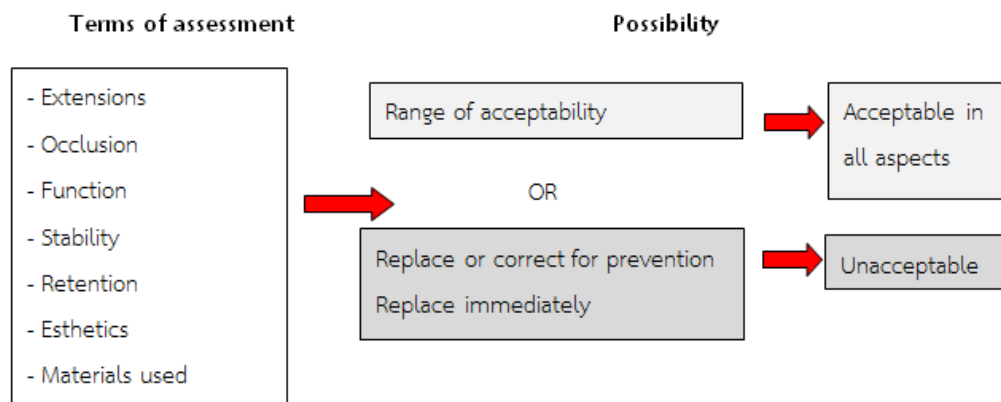 Terms of assessment
Possibility
- Extensions
- Occlusion
- Function
- Stability
- Retention
- Esthetics
- Materials used
Range of acceptability
OR
Replace or correct for prevention
Replace immediately
Acceptable in
all aspects
Unacceptable